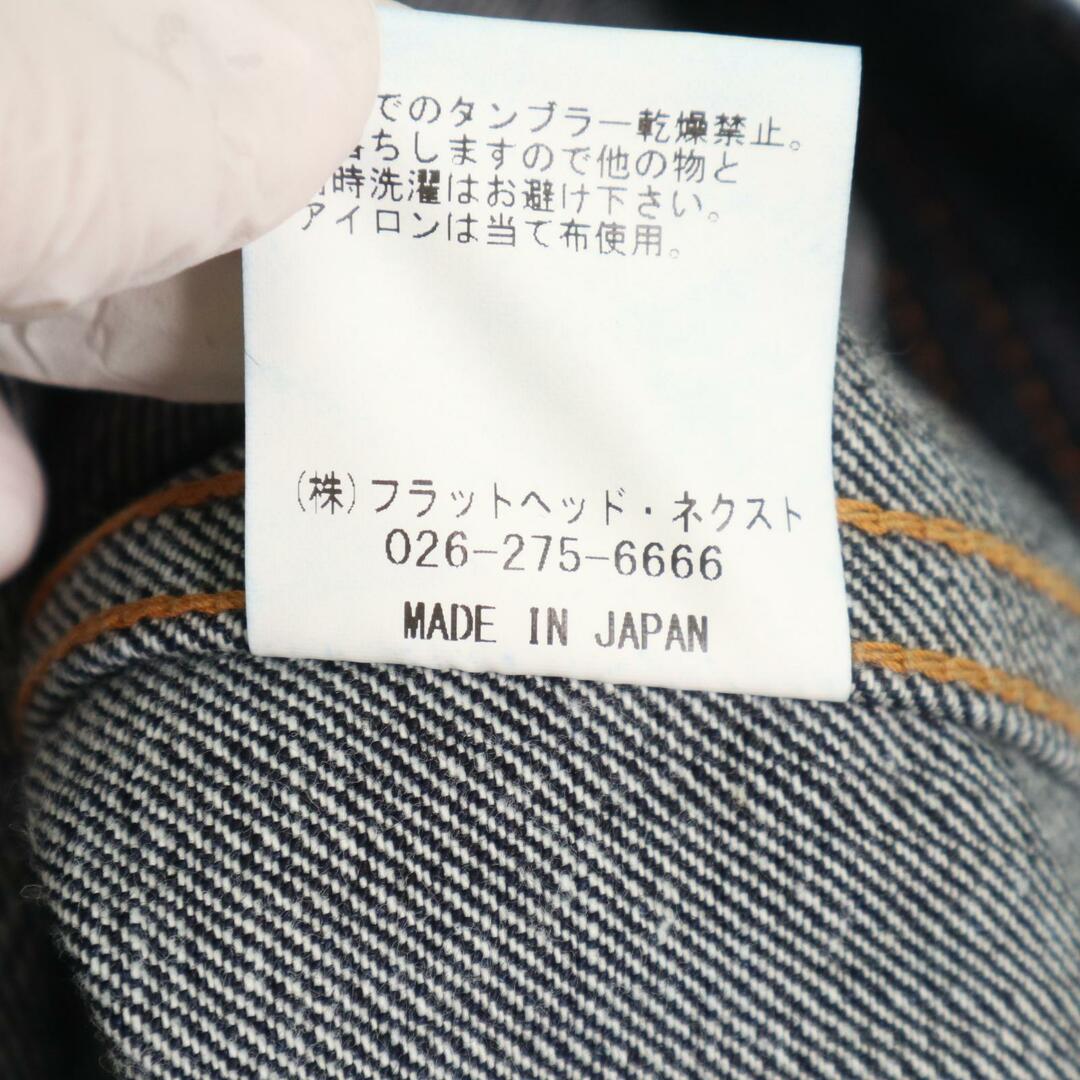 でのタンブラー乾燥禁止。
ちしますので他の物と
時洗濯はお避け下さい。
アイロンは当て布使用。
(株)フラットヘッド・ネクスト
026-275-6666
MADE IN JAPAN